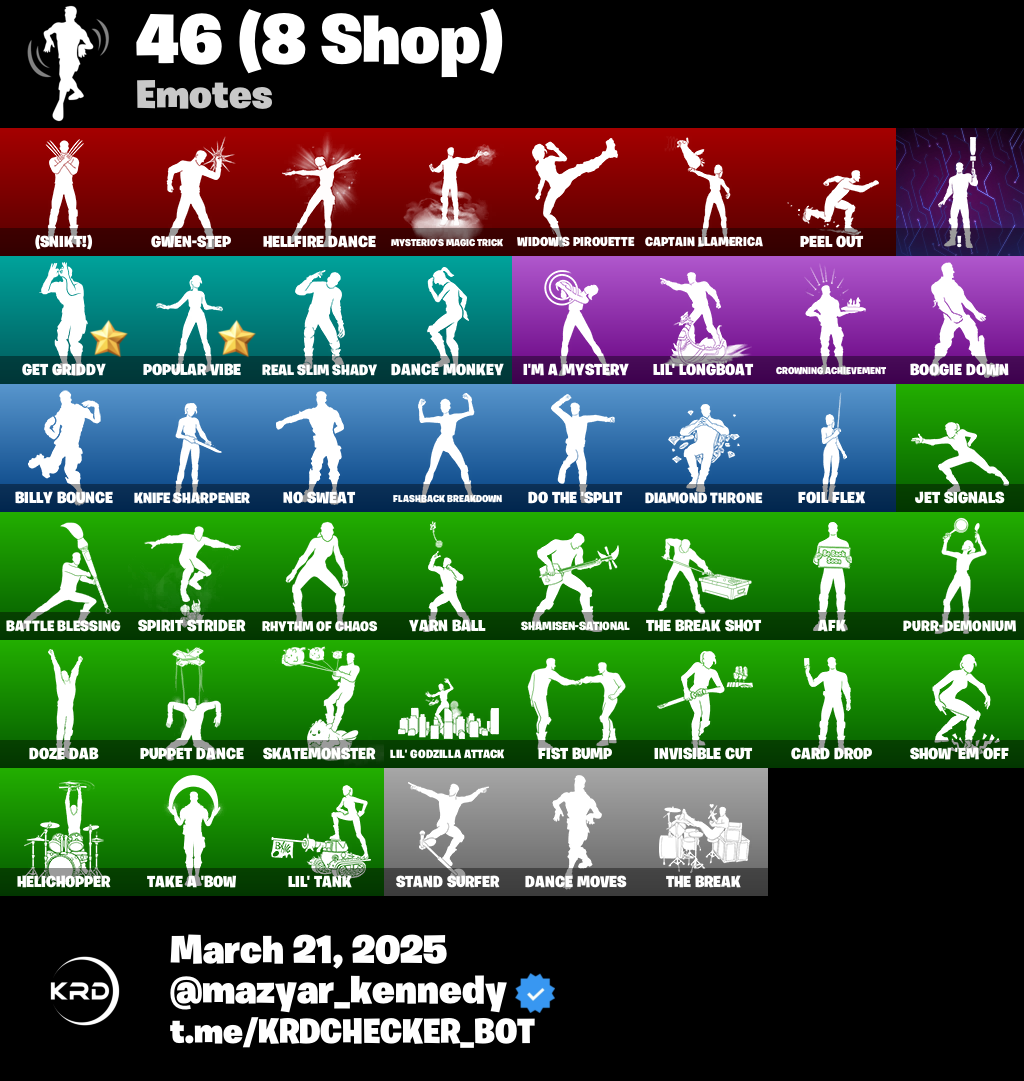 46 (8 Shop)
Emotes
(SNIKT!)
GWEN-STEP
HELLFIRE DANCE
MYSTERIO'S MAGIC TRICK
WIDOW'S PIROUETTE
CAPTAIN LLAMERICA
PEEL OUT
!
GET GRIDDY
POPULAR VIBE
REAL SLIM SHADY
DANCE MONKEY
I'M A MYSTERY
LIL' LONGBOAT
CROWNING ACHIEVEMENT
BOOGIE DOWN
BILLY BOUNCE
KNIFE SHARPENER
NO SWEAT
FLASHBACK BREAKDOWN
DO THE 'SPLIT
DIAMOND THRONE
FOIL FLEX
JET SIGNALS
BATTLE BLESSING
SPIRIT STRIDER
RHYTHM OF CHAOS
YARN BALL
SHAMISEN-SATIONAL
THE BREAK SHOT
Be Back
Soon
AFK
PURR-DEMONIUM
DOZE DAB
PUPPET DANCE
SKATEMONSTER
LIL' GODZILLA ATTACK
FIST BUMP
INVISIBLE CUT
CARD DROP
SHOW 'EM OFF
HELICHOPPER
TAKE A 'BOW
BANG
LIL' TANK
STAND SURFER
DANCE MOVES
THE BREAK
KRD
March 21, 2025
@mazyar_kennedy
t.me/KRDCHECKER_BOT